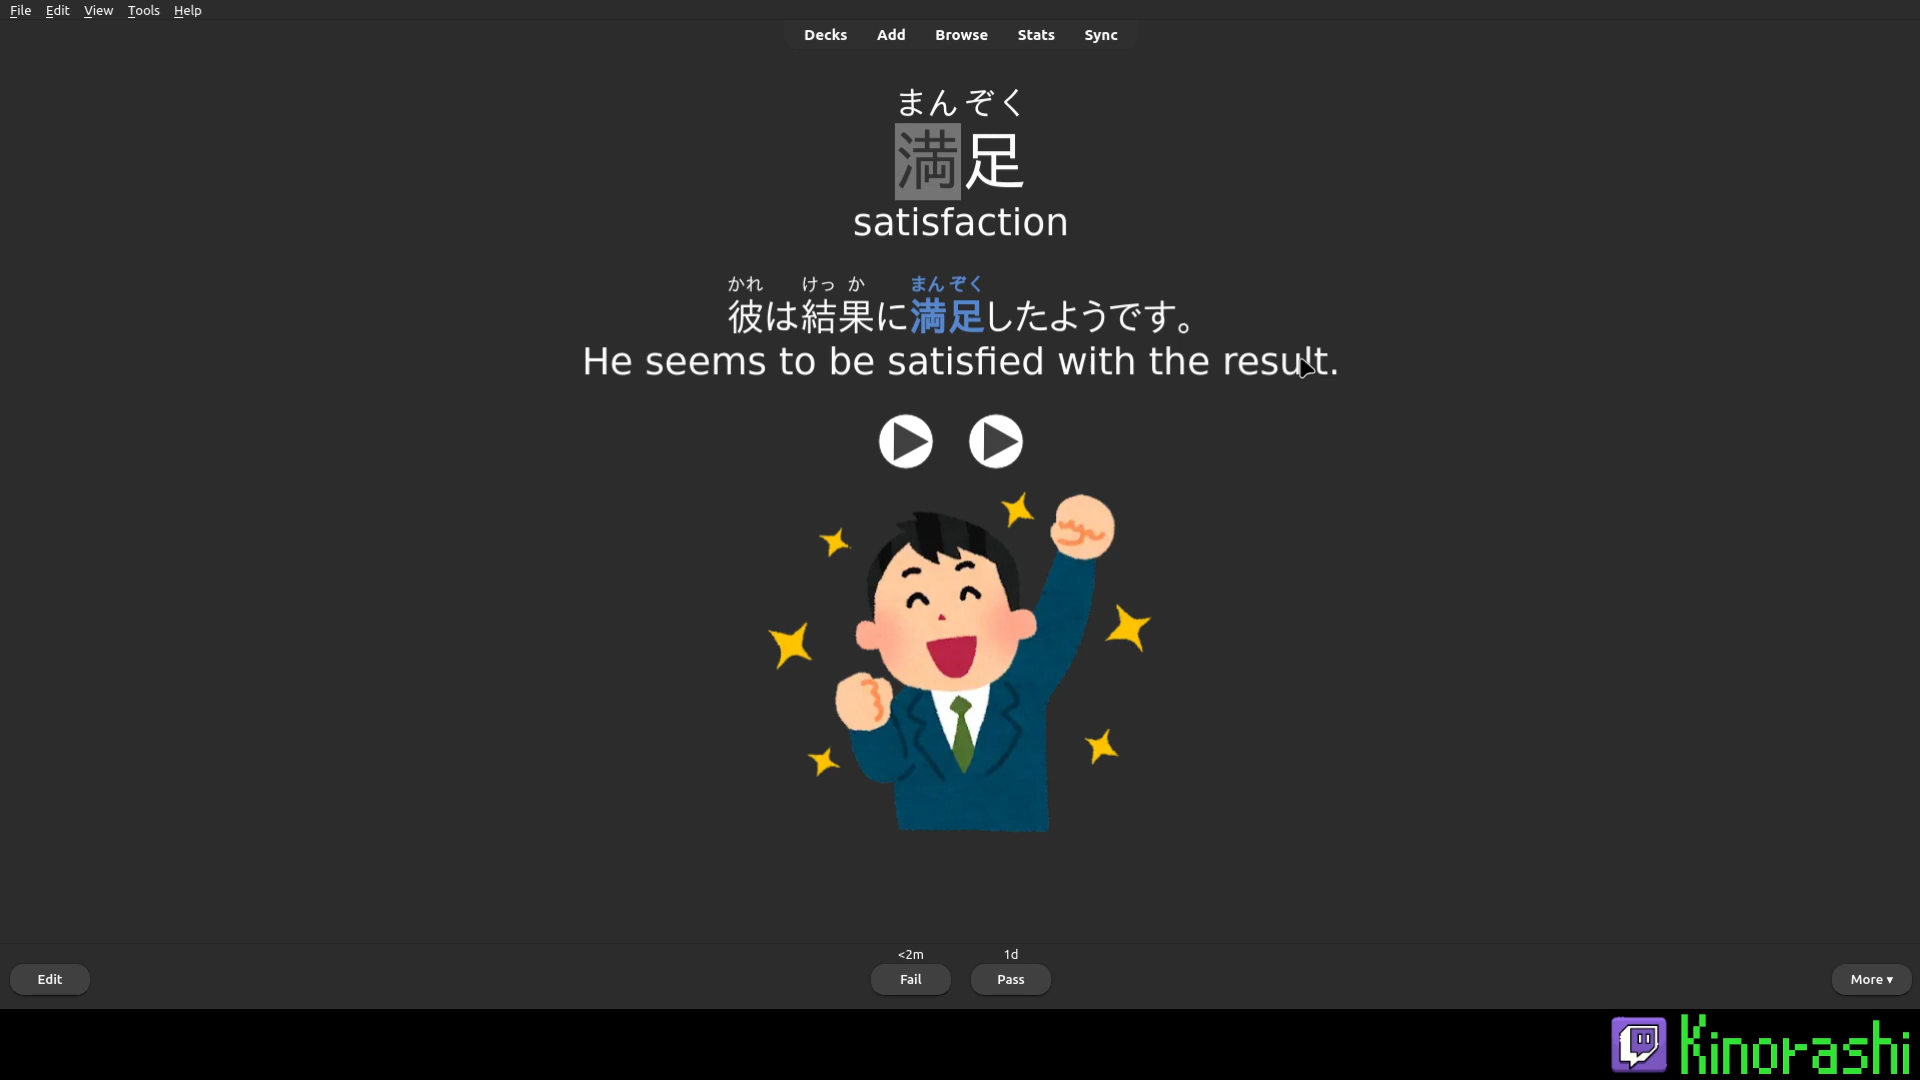 File Edit View Tools Help
Decks Add Browse Stats Sync
まんぞく
満足
satisfaction
かれ けっ か まん ぞく
彼は結果に満足したようです。
He seems to be satisfied with the result.
<2m 1d
Edit Fail Pass More ▾
Kinorashi